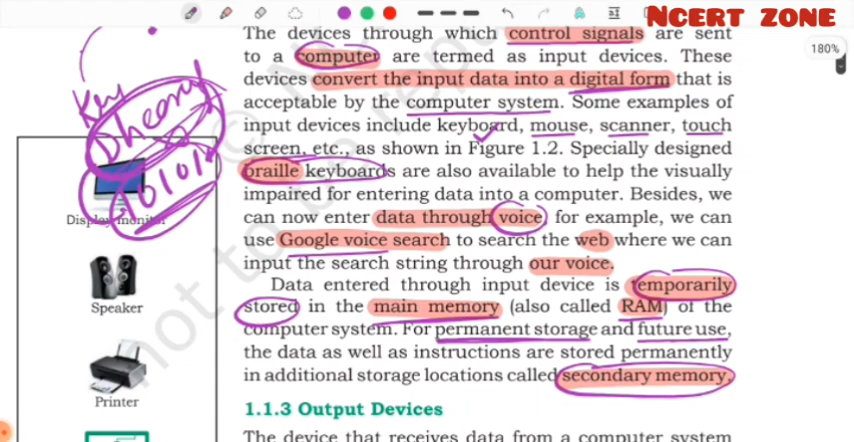 NCERT ZONE
180%
The devices through which control signals are sent
to a computer are termed as input devices. These
devices convert the input data into a digital form that is
acceptable by the computer system. Some examples of
input devices include keyboard, mouse, scanner, touch
screen, etc., as shown in Figure 1.2. Specially designed
braille keyboards are also available to help the visually
impaired for entering data into a computer. Besides, we
can now enter data through voice, for example, we can
use Google voice search to search the web where we can
input the search string through our voice.
Data entered through input device is temporarily
stored in the main memory (also called RAM) of the
computer system. For permanent storage and future use,
the data as well as instructions are stored permanently
in additional storage locations called secondary memory.
1.1.3 Output Devices
The device that receives data from a computer system
Key
Dheeraj
Display monitor
Speaker
Printer
not to be repu